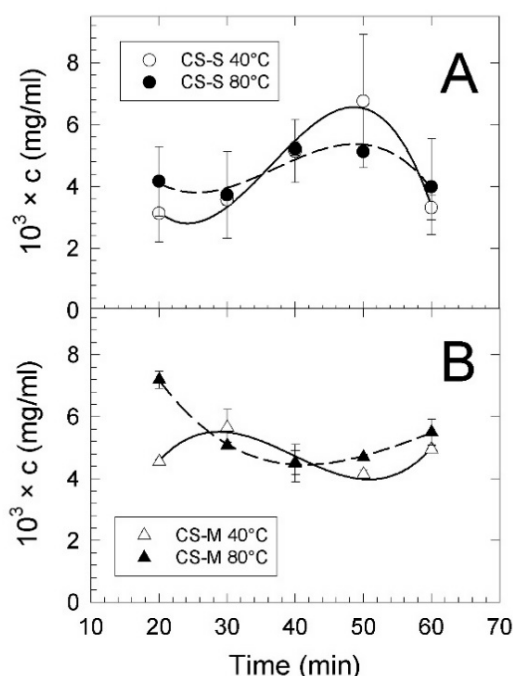 CS-S 40°C
CS-S 80°C
A
10³ × c (mg/ml)
8
6
4
2
0
B
10³ × c (mg/ml)
8
6
4
2
0
CS-M 40°C
CS-M 80°C
10 20 30 40 50 60 70
Time (min)